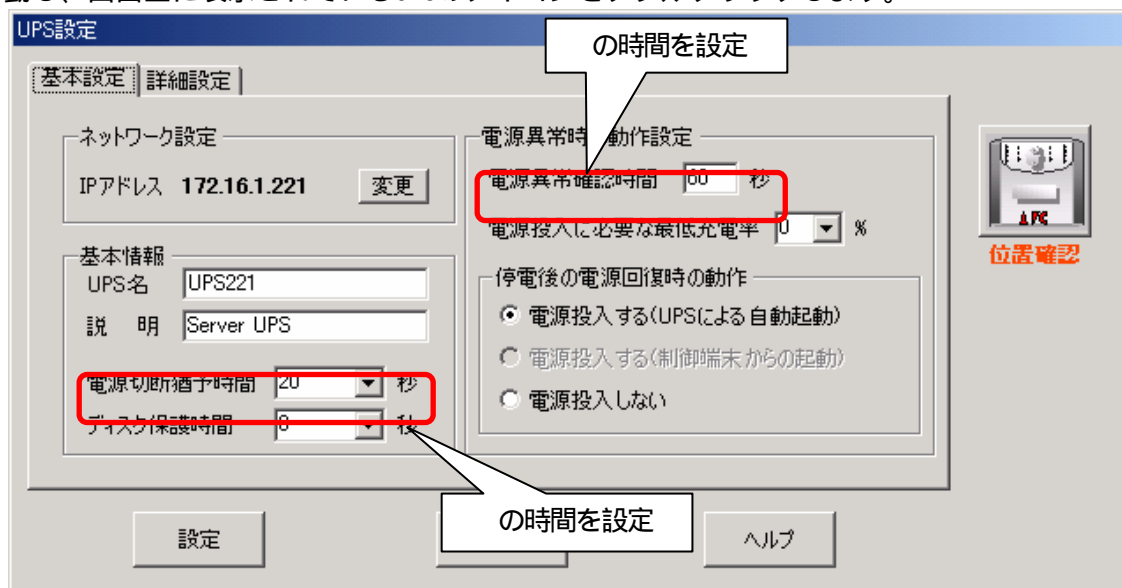 UPS設定
の時間を設定
基本設定
詳細設定
ネットワーク設定
IPアドレス 172.16.1.221 変更
基本情報
UPS名 UPS221
説 明 Server UPS
電源切断猶予時間 20 秒
ディスク保護時間 秒
電源異常時 動作設定
電源異常確認時間 60 秒
電源投入に必要な最低充電率 0 %
停電後の電源回復時の動作
電源投入する(UPSによる自動起動)
電源投入する(制御端末からの起動)
電源投入しない
APC
位置確認
の時間を設定
設定
ヘルプ